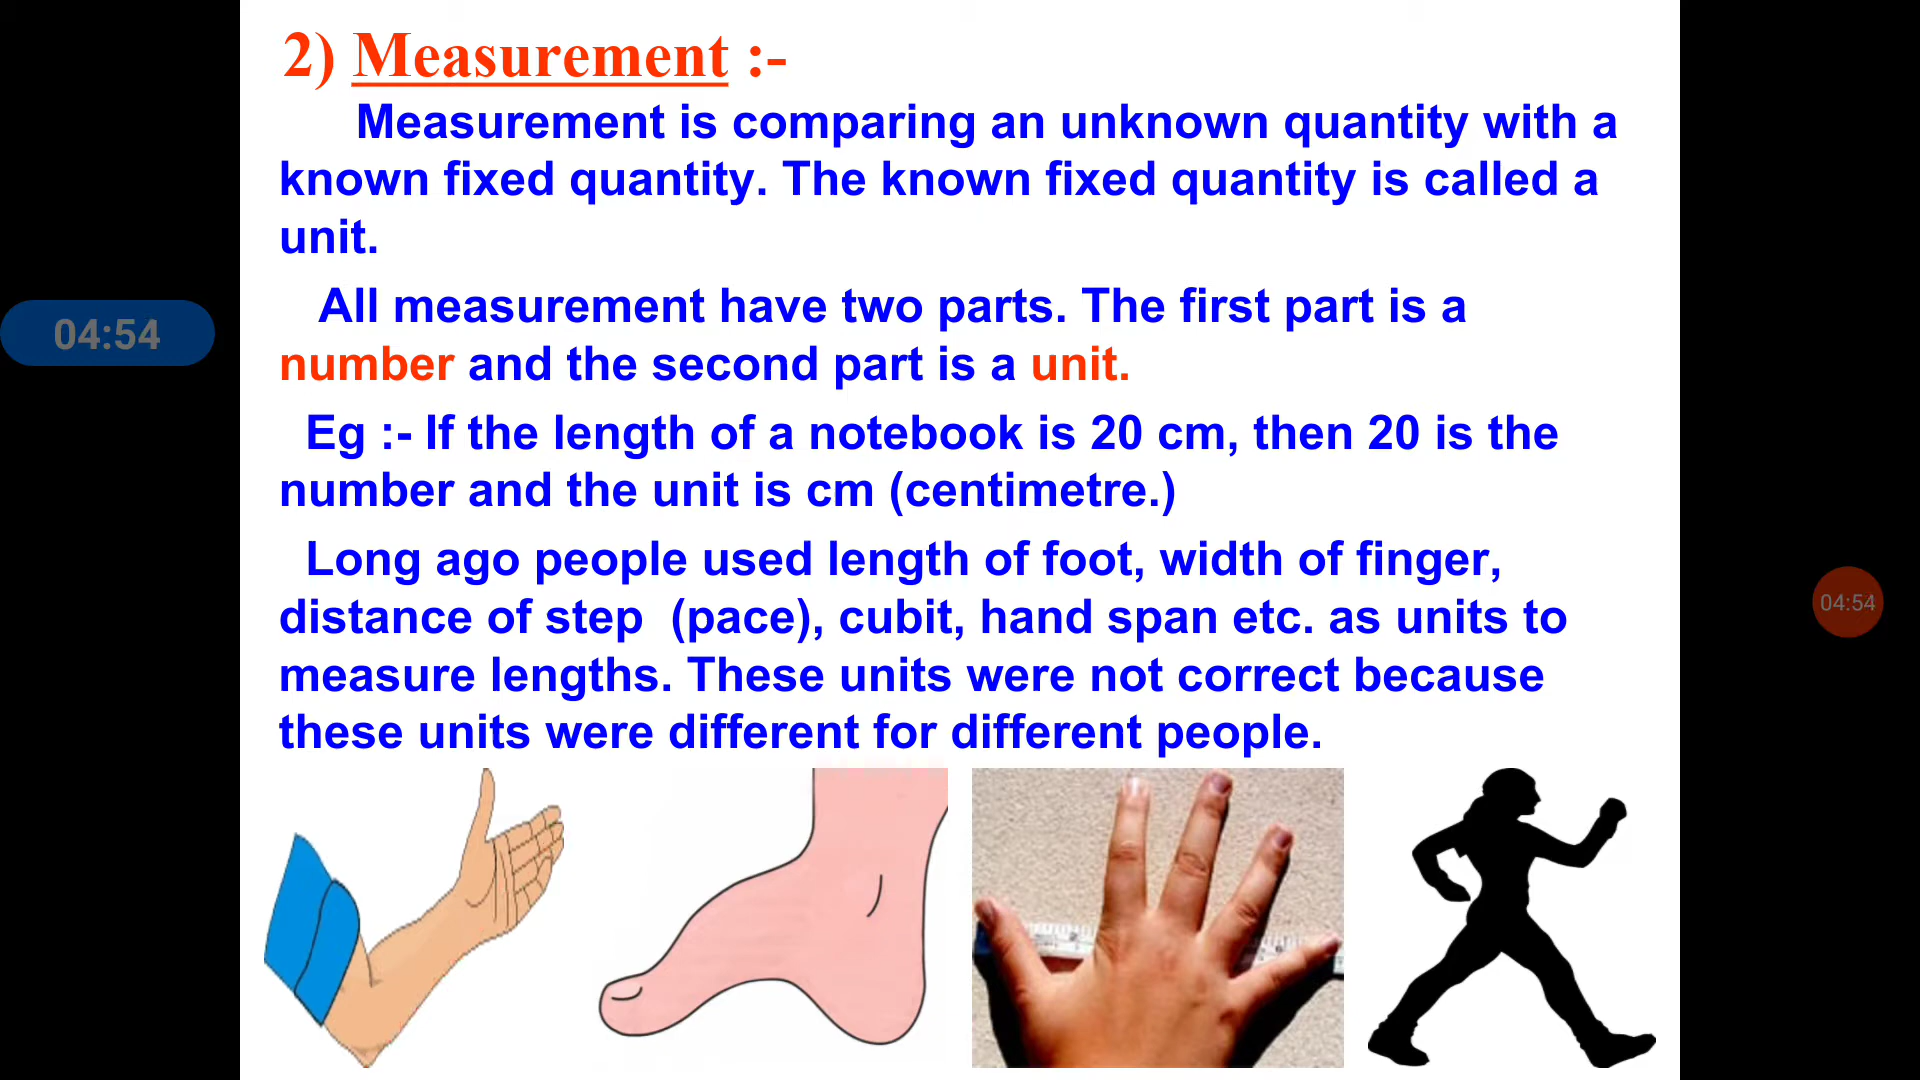 2) Measurement :-
Measurement is comparing an unknown quantity with a
known fixed quantity. The known fixed quantity is called a
unit.
All measurement have two parts. The first part is a
number and the second part is a unit.
Eg :- If the length of a notebook is 20 cm, then 20 is the
number and the unit is cm (centimetre.)
Long ago people used length of foot, width of finger,
distance of step (pace), cubit, hand span etc. as units to
measure lengths. These units were not correct because
these units were different for different people.
04:54
04:54